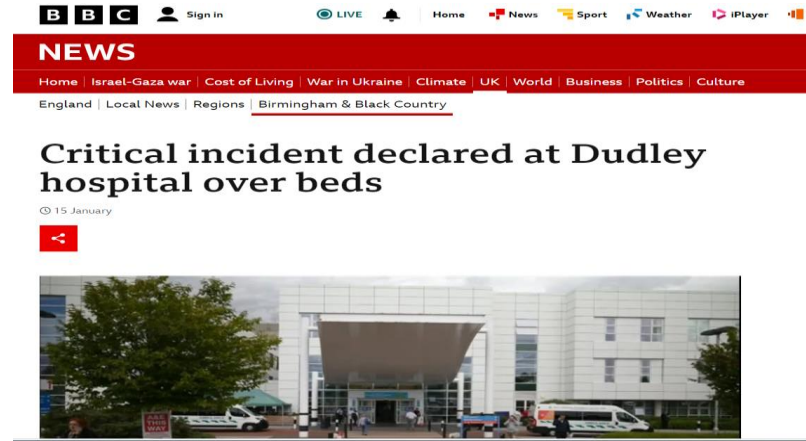 BBC Sign in LIVE Home News Sport Weather iPlayer
NEWS
Home Israel-Gaza war Cost of Living War in Ukraine Climate UK World Business Politics Culture
England Local News Regions Birmingham & Black Country
Critical incident declared at Dudley
hospital over beds
15 January
THIS
WAY